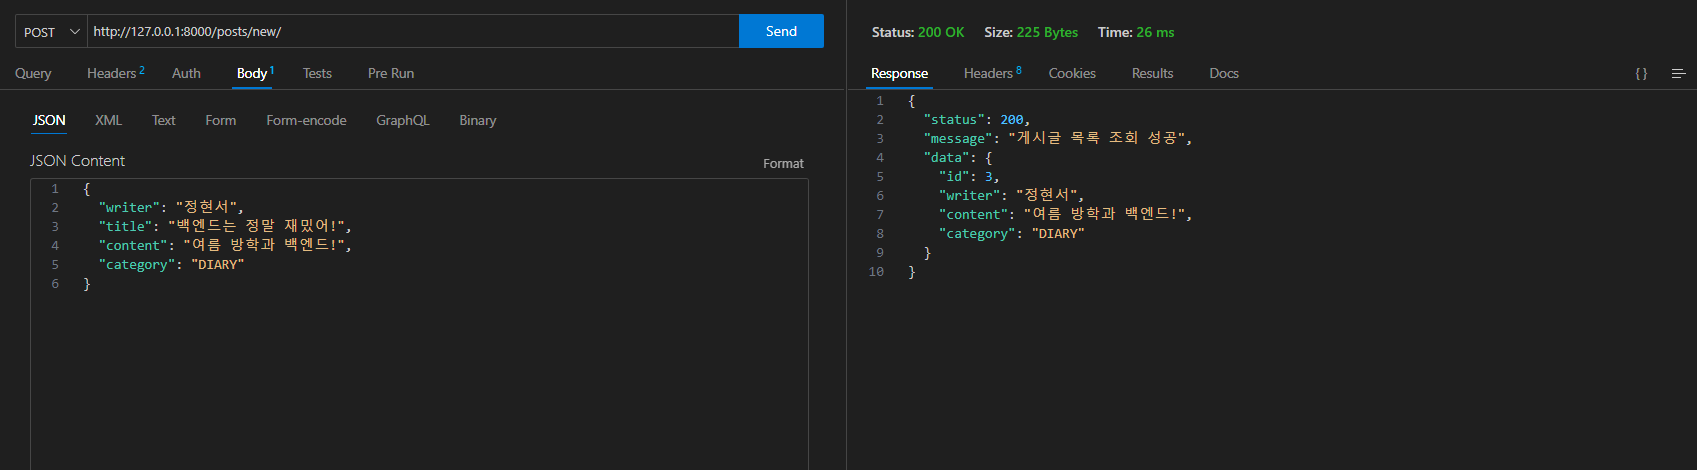 POST http://127.0.0.1:8000/posts/new/ Send
Query Headers 2 Auth Body 1 Tests Pre Run
JSON XML Text Form Form-encode GraphQL Binary
JSON Content Format
1 {
2 "writer": "정현서",
3 "title": "백엔드는 정말 재밌어!",
4 "content": "여름 방학과 백엔드!",
5 "category": "DIARY"
6 }
Status: 200 OK Size: 225 Bytes Time: 26 ms
Response Headers 8 Cookies Results Docs { }
1 {
2 "status": 200,
3 "message": "게시글 목록 조회 성공",
4 "data": {
5 "id": 3,
6 "writer": "정현서",
7 "content": "여름 방학과 백엔드!",
8 "category": "DIARY"
9 }
10 }